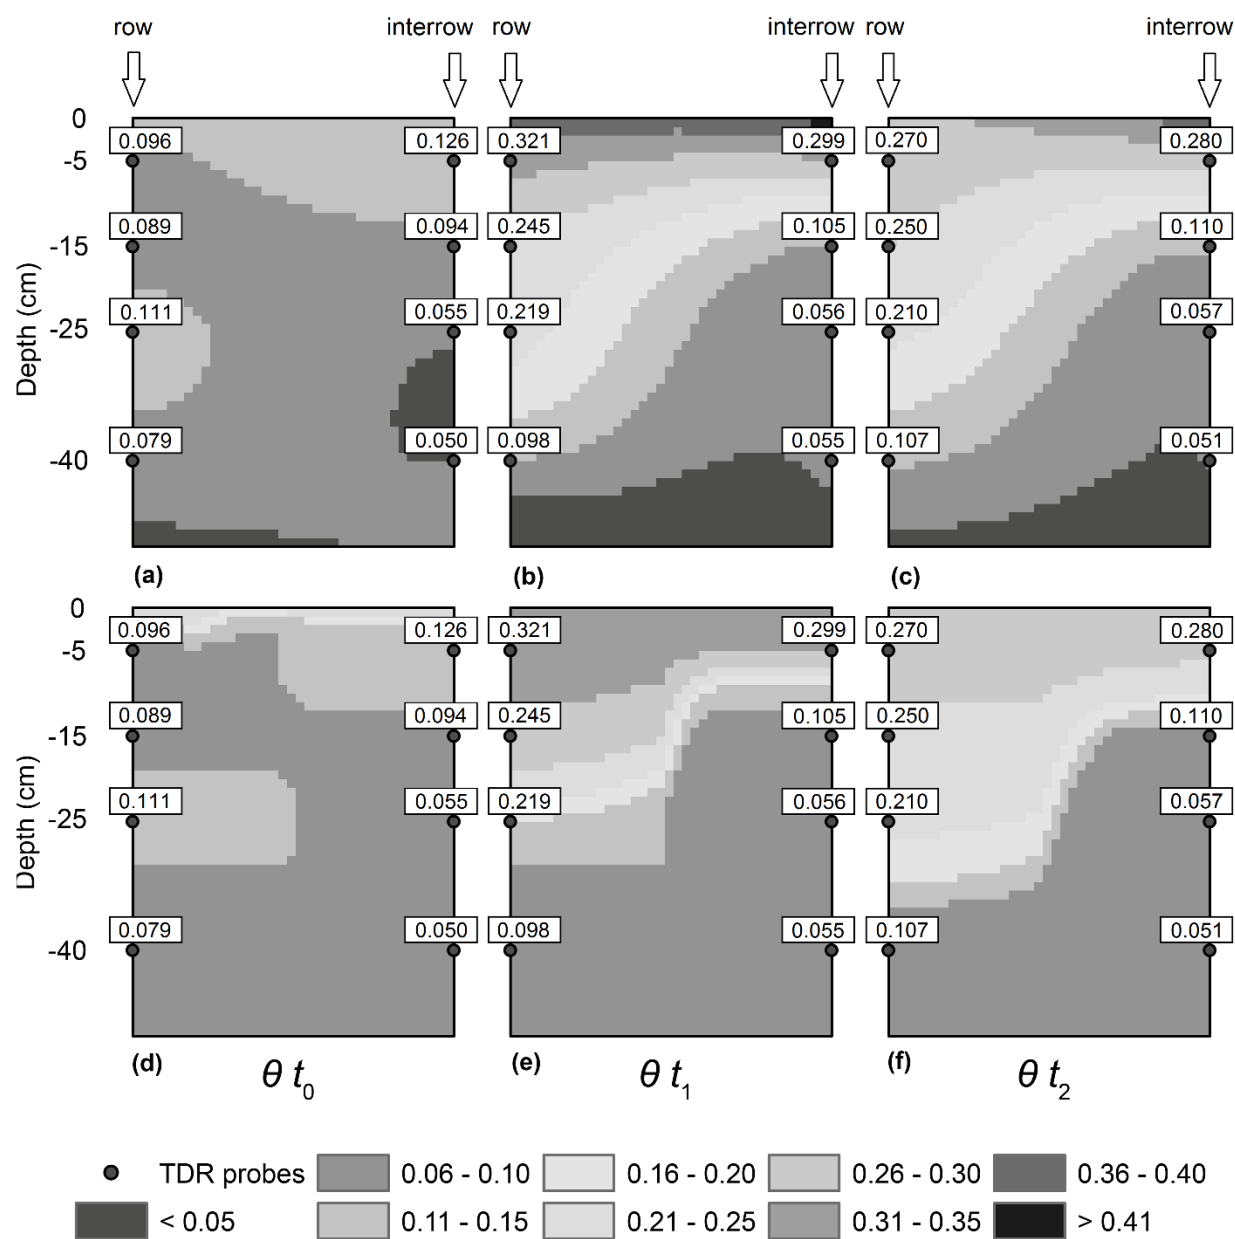 row interrow row interrow row interrow
0
0.096 0.126 0.321 0.299 0.270 0.280
-5
0.089 0.094 0.245 0.105 0.250 0.110
-15
0.111 0.055 0.219 0.056 0.210 0.057
-25
Depth (cm)
0.079 0.050 0.098 0.055 0.107 0.051
-40
(a) (b) (c)
0
0.096 0.126 0.321 0.299 0.270 0.280
-5
0.089 0.094 0.245 0.105 0.250 0.110
-15
0.111 0.055 0.219 0.056 0.210 0.057
-25
Depth (cm)
0.079 0.050 0.098 0.055 0.107 0.051
-40
(d) (e) (f)
θ t0 θ t1 θ t2
TDR probes 0.06 - 0.10 0.16 - 0.20 0.26 - 0.30 0.36 - 0.40
< 0.05 0.11 - 0.15 0.21 - 0.25 0.31 - 0.35 > 0.41